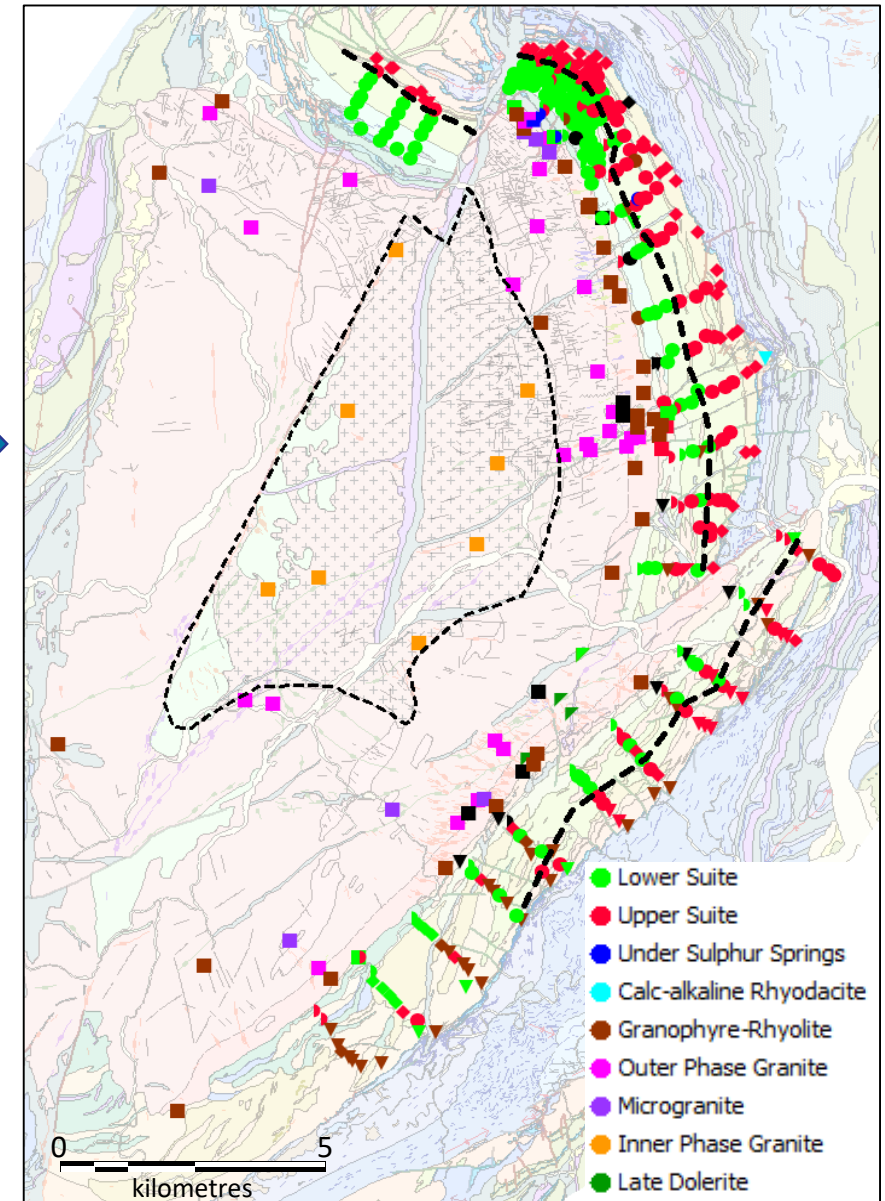 Lower Suite
Upper Suite
Under Sulphur Springs
Calc-alkaline Rhyodacite
Granophyre-Rhyolite
Outer Phase Granite
Microgranite
Inner Phase Granite
Late Dolerite
0 5
kilometres